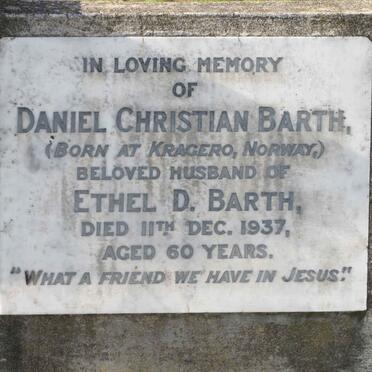 IN LOVING MEMORY
OF
DANIEL CHRISTIAN BARTH,
(BORN AT KRAGERO, NORWAY,)
BELOVED HUSBAND OF
ETHEL D. BARTH,
DIED 11TH DEC. 1937,
AGED 60 YEARS.
"WHAT A FRIEND WE HAVE IN JESUS."